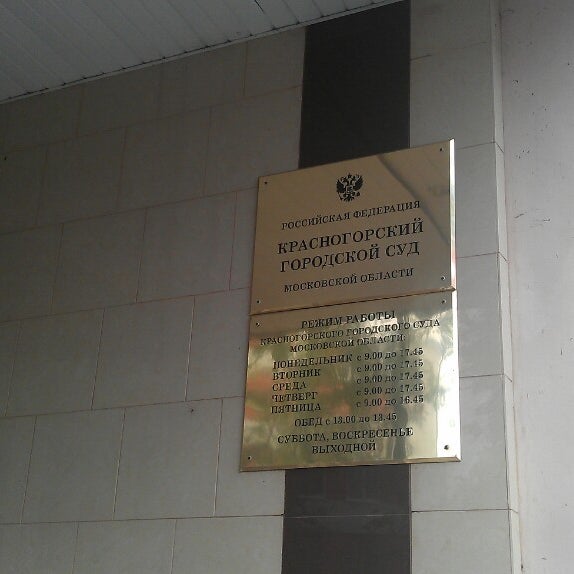 РОССИЙСКАЯ ФЕДЕРАЦИЯ
КРАСНОГОРСКИЙ
ГОРОДСКОЙ СУД
МОСКОВСКОЙ ОБЛАСТИ
РЕЖИМ РАБОТЫ
КРАСНОГОРСКОГО ГОРОДСКОГО СУДА
МОСКОВСКОЙ ОБЛАСТИ:
ПОНЕДЕЛЬНИК с 9.00 до 17.45
ВТОРНИК с 9.00 до 17.45
СРЕДА с 9.00 до 17.45
ЧЕТВЕРГ с 9.00 до 17.45
ПЯТНИЦА с 9.00 до 16.45
ОБЕД с 13.00 до 13.45
СУББОТА, ВОСКРЕСЕНЬЕ
ВЫХОДНОЙ